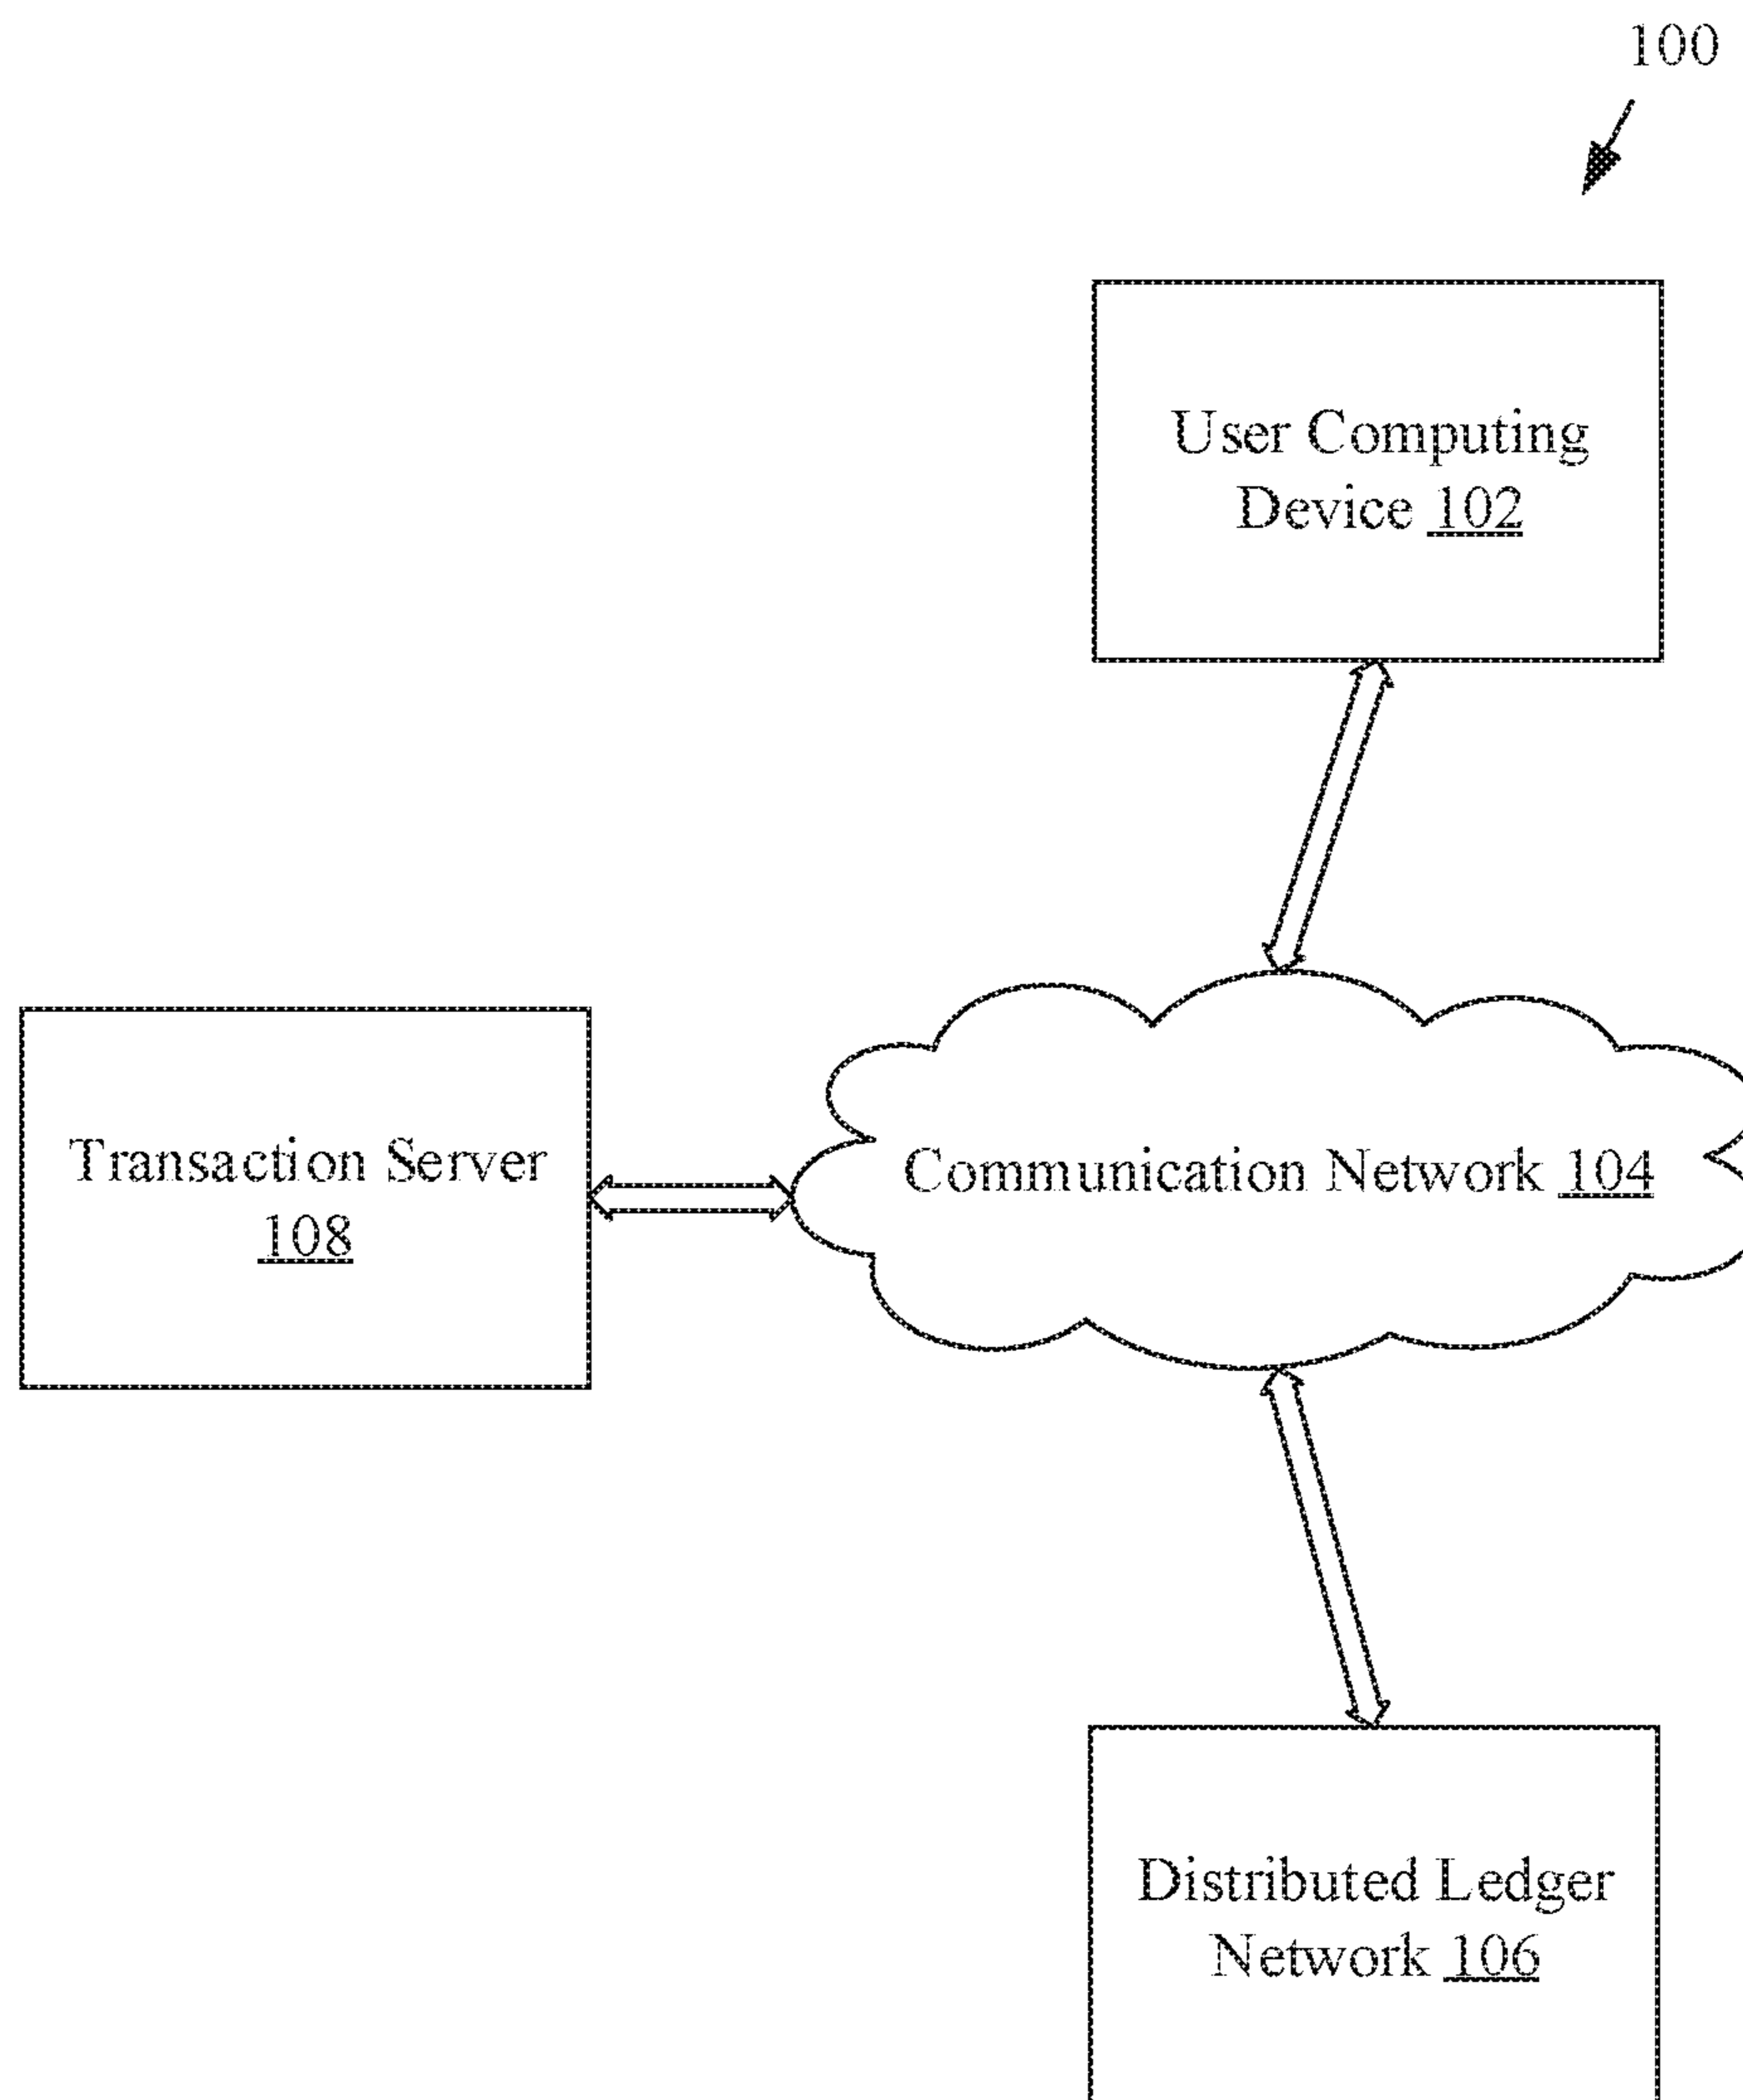 100
User Computing
Device 102
Transaction Server
108
Communication Network 104
Distributed Ledger
Network 106